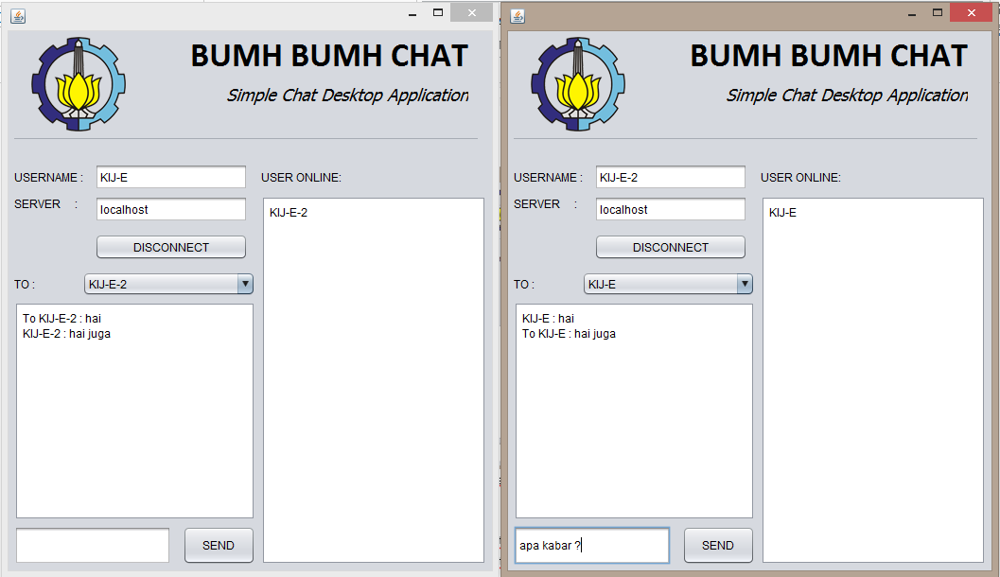 BUMH BUMH CHAT
Simple Chat Desktop Application
USERNAME : KIJ-E
USER ONLINE:
SERVER : localhost
KIJ-E-2
DISCONNECT
TO : KIJ-E-2
To KIJ-E-2 : hai
KIJ-E-2 : hai juga
SEND
BUMH BUMH CHAT
Simple Chat Desktop Application
USERNAME : KIJ-E-2
USER ONLINE:
SERVER : localhost
KIJ-E
DISCONNECT
TO : KIJ-E
KIJ-E : hai
To KIJ-E : hai juga
apa kabar ?
SEND